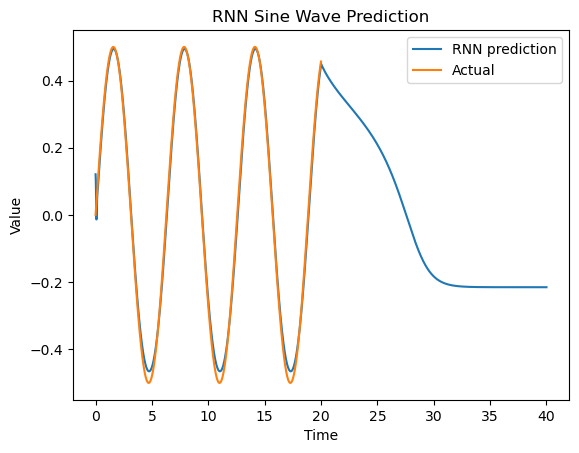 RNN Sine Wave Prediction
RNN prediction
Actual
Value
0.4
0.2
0.0
−0.2
−0.4
0 5 10 15 20 25 30 35 40
Time